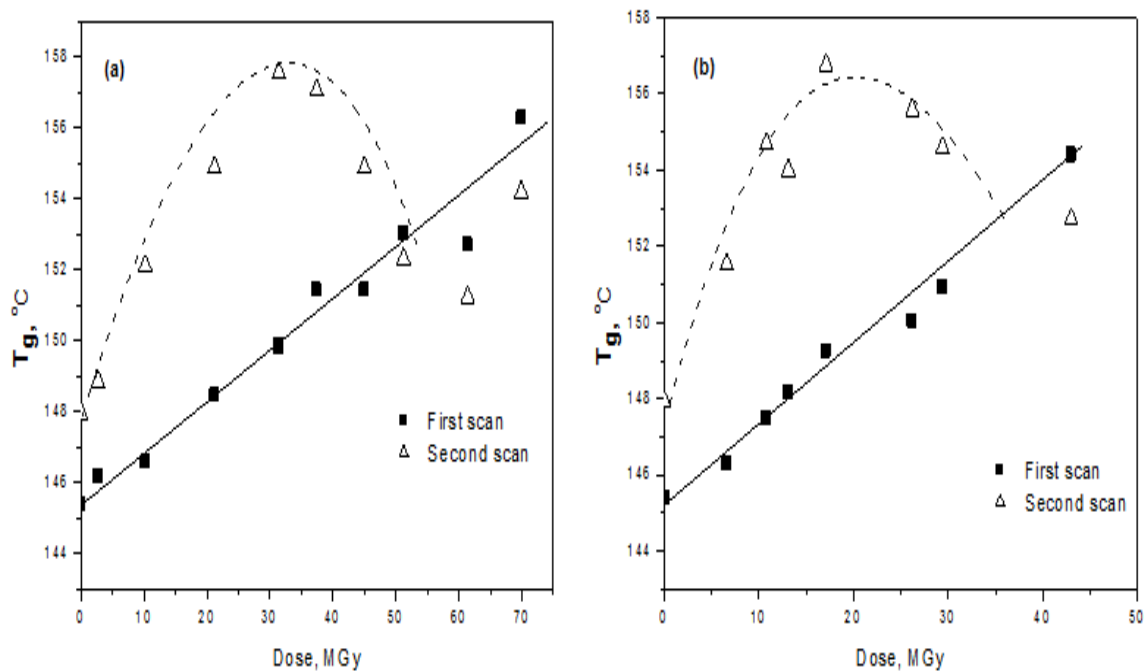 (a)
158
156
154
152
151
150
148
146
144
Tg, °C
First scan
Second scan
0 10 20 30 40 50 60 70
Dose, MGy
(b)
158
156
154
152
151
150
148
146
144
Tg, °C
First scan
Second scan
0 10 20 30 40 50
Dose, MGy